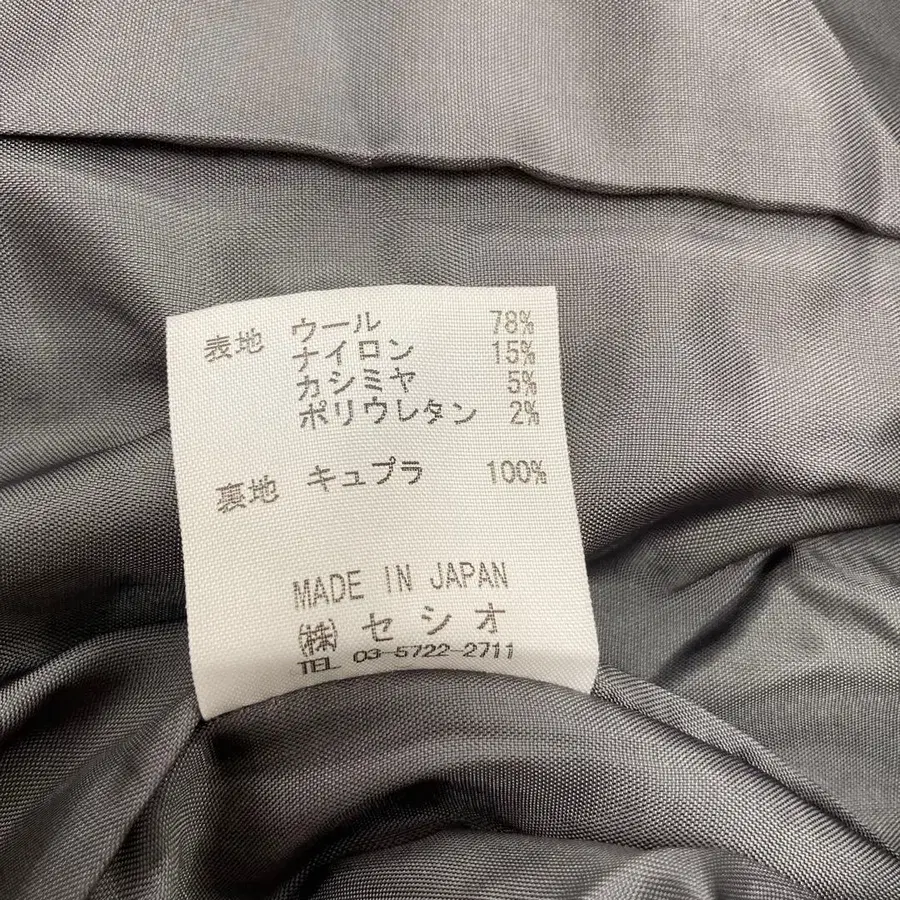 表地 ウール 78%
ナイロン 15%
カシミヤ 5%
ポリウレタン 2%
裏地 キュプラ 100%
MADE IN JAPAN
㈱ セシオ
TEL 03-5722-2711